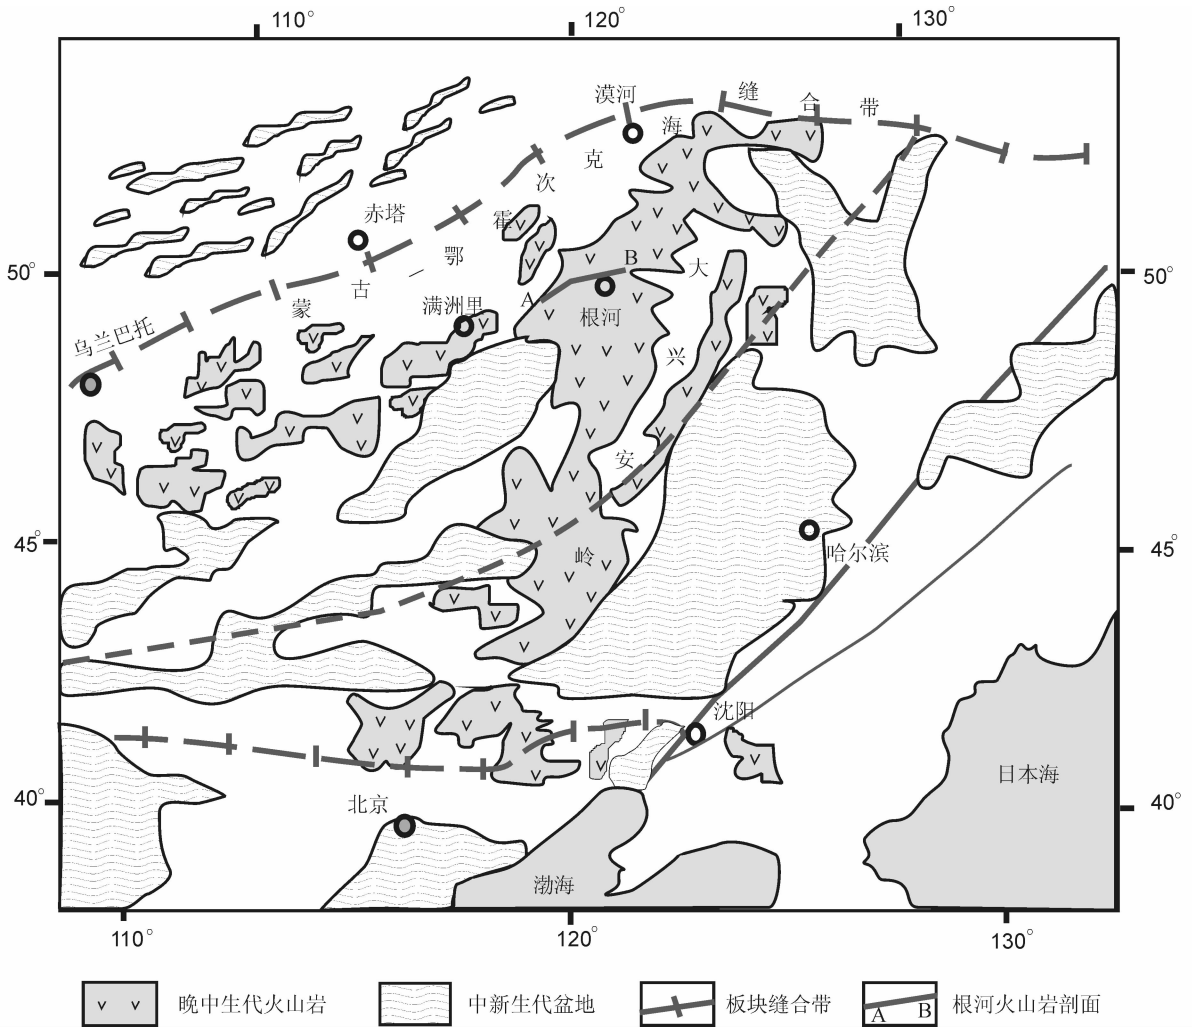 110°
120°
130°
漠河
缝
合
带
海
克
次
赤塔
霍
鄂
一
古
蒙
大
B
A
50°
50°
满洲里
根河
乌兰巴托
兴
安
岭
45°
45°
哈尔滨
沈阳
日本海
40°
40°
北京
渤海
110°
120°
130°
晚中生代火山岩
中新生代盆地
板块缝合带
A B 根河火山岩剖面